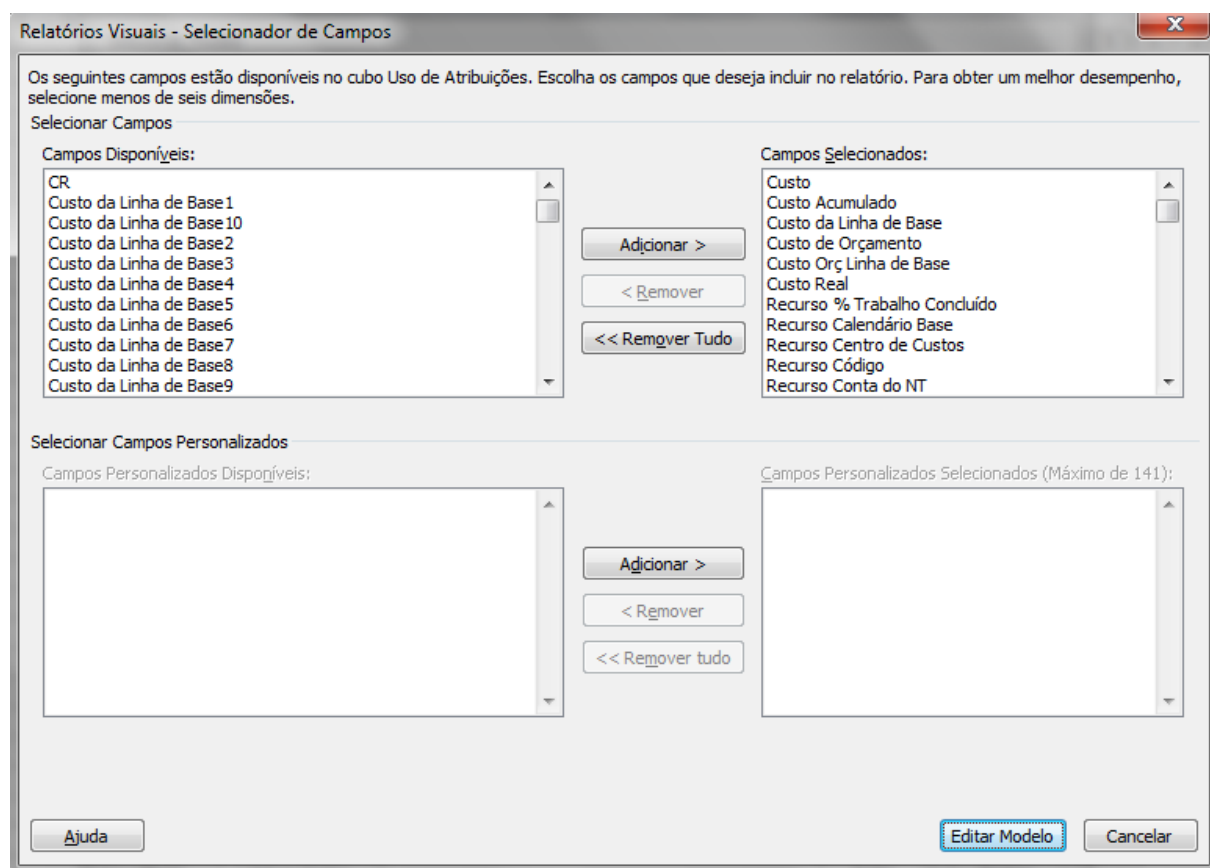 Relatórios Visuais - Selecionador de Campos
Os seguintes campos estão disponíveis no cubo Uso de Atribuições. Escolha os campos que deseja incluir no relatório. Para obter um melhor desempenho,
selecione menos de seis dimensões.
Selecionar Campos
Campos Disponíveis:
CR
Custo da Linha de Base1
Custo da Linha de Base10
Custo da Linha de Base2
Custo da Linha de Base3
Custo da Linha de Base4
Custo da Linha de Base5
Custo da Linha de Base6
Custo da Linha de Base7
Custo da Linha de Base8
Custo da Linha de Base9
Adicionar >
< Remover
<< Remover Tudo
Campos Selecionados:
Custo
Custo Acumulado
Custo da Linha de Base
Custo de Orçamento
Custo Orç Linha de Base
Custo Real
Recurso % Trabalho Concluído
Recurso Calendário Base
Recurso Centro de Custos
Recurso Código
Recurso Conta do NT
Selecionar Campos Personalizados
Campos Personalizados Disponíveis:
Adicionar >
< Remover
<< Remover tudo
Campos Personalizados Selecionados (Máximo de 141):
Ajuda
Editar Modelo
Cancelar